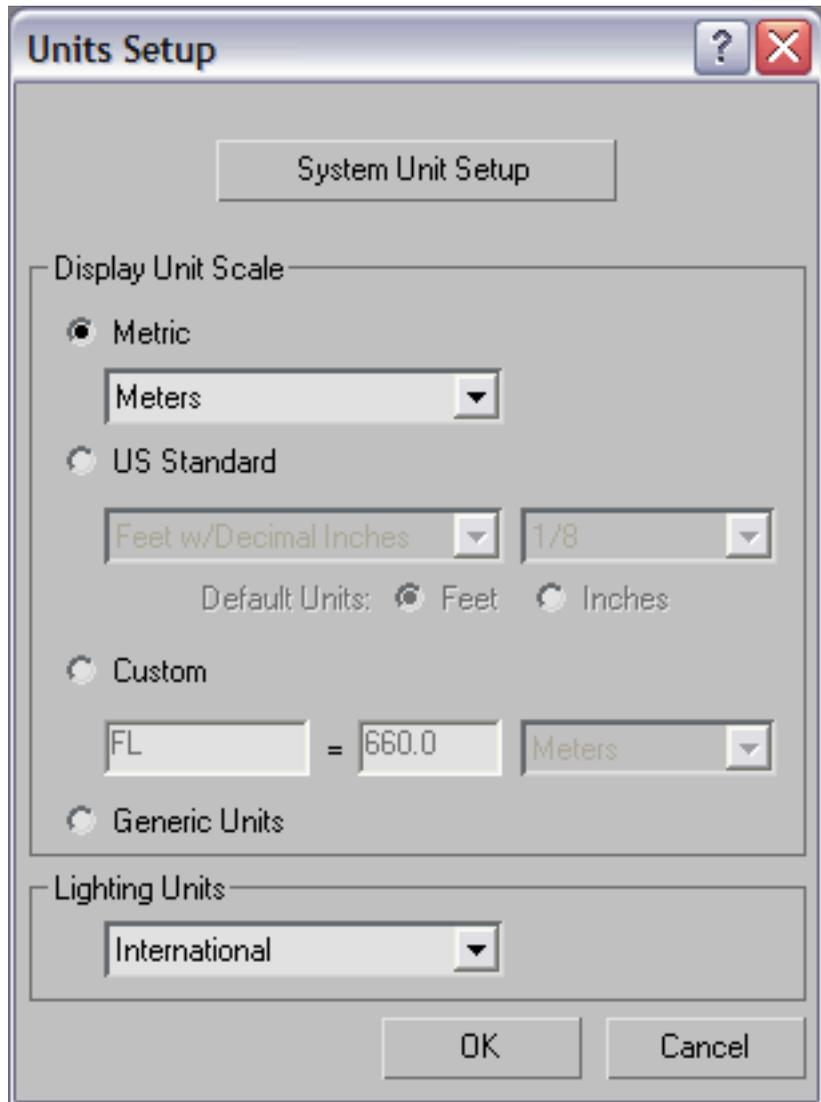 Units Setup
?
System Unit Setup
Display Unit Scale
Metric
Meters
US Standard
Feet w/Decimal Inches 1/8
Default Units: Feet Inches
Custom
FL = 660.0 Meters
Generic Units
Lighting Units
International
OK Cancel